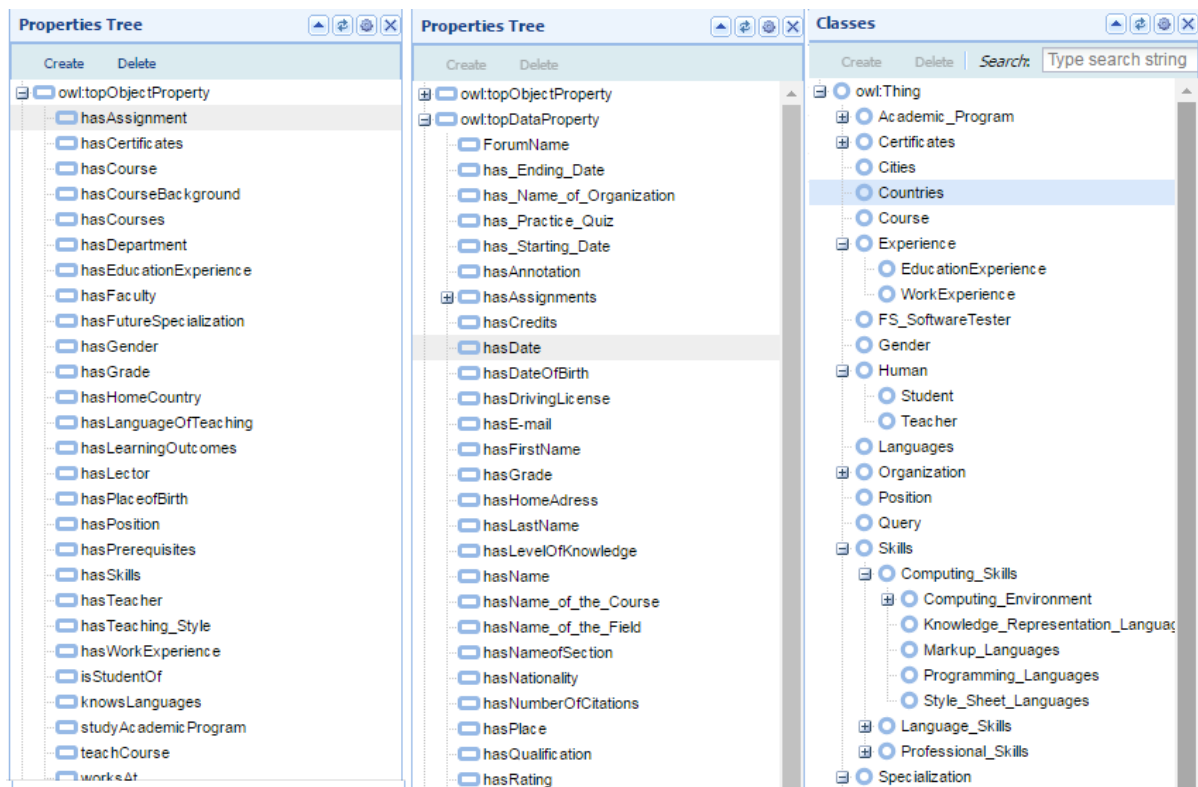 Properties Tree
Create Delete
owl:topObjectProperty
hasAssignment
hasCertificates
hasCourse
hasCourseBackground
hasCourses
hasDepartment
hasEducationExperience
hasFaculty
hasFutureSpecialization
hasGender
hasGrade
hasHomeCountry
hasLanguageOfTeaching
hasLearningOutcomes
hasLector
hasPlaceofBirth
hasPosition
hasPrerequisites
hasSkills
hasTeacher
hasTeaching_Style
hasWorkExperience
isStudentOf
knowsLanguages
studyAcademicProgram
teachCourse
worksAt
Properties Tree
Create Delete
owl:topObjectProperty
owl:topDataProperty
ForumName
has_Ending_Date
has_Name_of_Organization
has_Practice_Quiz
has_Starting_Date
hasAnnotation
hasAssignments
hasCredits
hasDate
hasDateOfBirth
hasDrivingLicense
hasE-mail
hasFirstName
hasGrade
hasHomeAdress
hasLastName
hasLevelOfKnowledge
hasName
hasName_of_the_Course
hasName_of_the_Field
hasNameofSection
hasNationality
hasNumberOfCitations
hasPlace
hasQualification
hasRating
Classes
Create Delete Search: Type search string
owl:Thing
Academic_Program
Certificates
Cities
Countries
Course
Experience
EducationExperience
WorkExperience
FS_SoftwareTester
Gender
Human
Student
Teacher
Languages
Organization
Position
Query
Skills
Computing_Skills
Computing_Environment
Knowledge_Representation_Languag
Markup_Languages
Programming_Languages
Style_Sheet_Languages
Language_Skills
Professional_Skills
Specialization